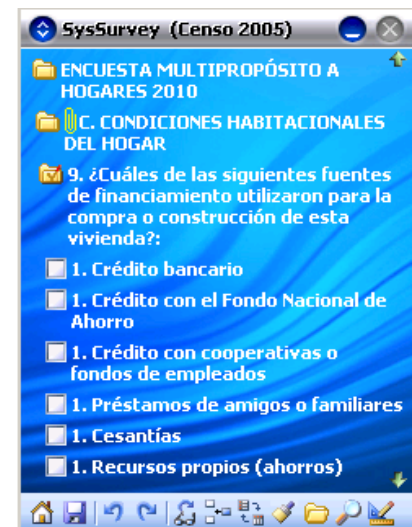 SysSurvey (Censo 2005)
ENCUESTA MULTIPROPÓSITO A
HOGARES 2010
C. CONDICIONES HABITACIONALES
DEL HOGAR
9. ¿Cuáles de las siguientes fuentes
de financiamiento utilizaron para la
compra o construcción de esta
vivienda?:
1. Crédito bancario
1. Crédito con el Fondo Nacional de
Ahorro
1. Crédito con cooperativas o
fondos de empleados
1. Préstamos de amigos o familiares
1. Cesantías
1. Recursos propios (ahorros)